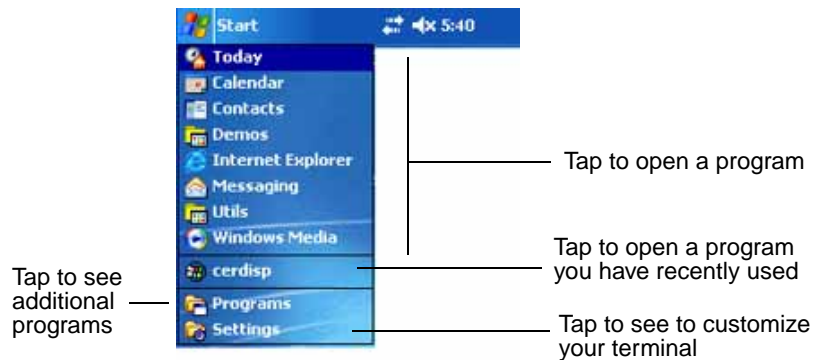 Start 5:40
Today
Calendar
Contacts
Demos
Internet Explorer
Messaging
Utils
Windows Media
cerdisp
Programs
Settings
Tap to open a program
Tap to open a program
you have recently used
Tap to see
additional
programs
Tap to see to customize
your terminal